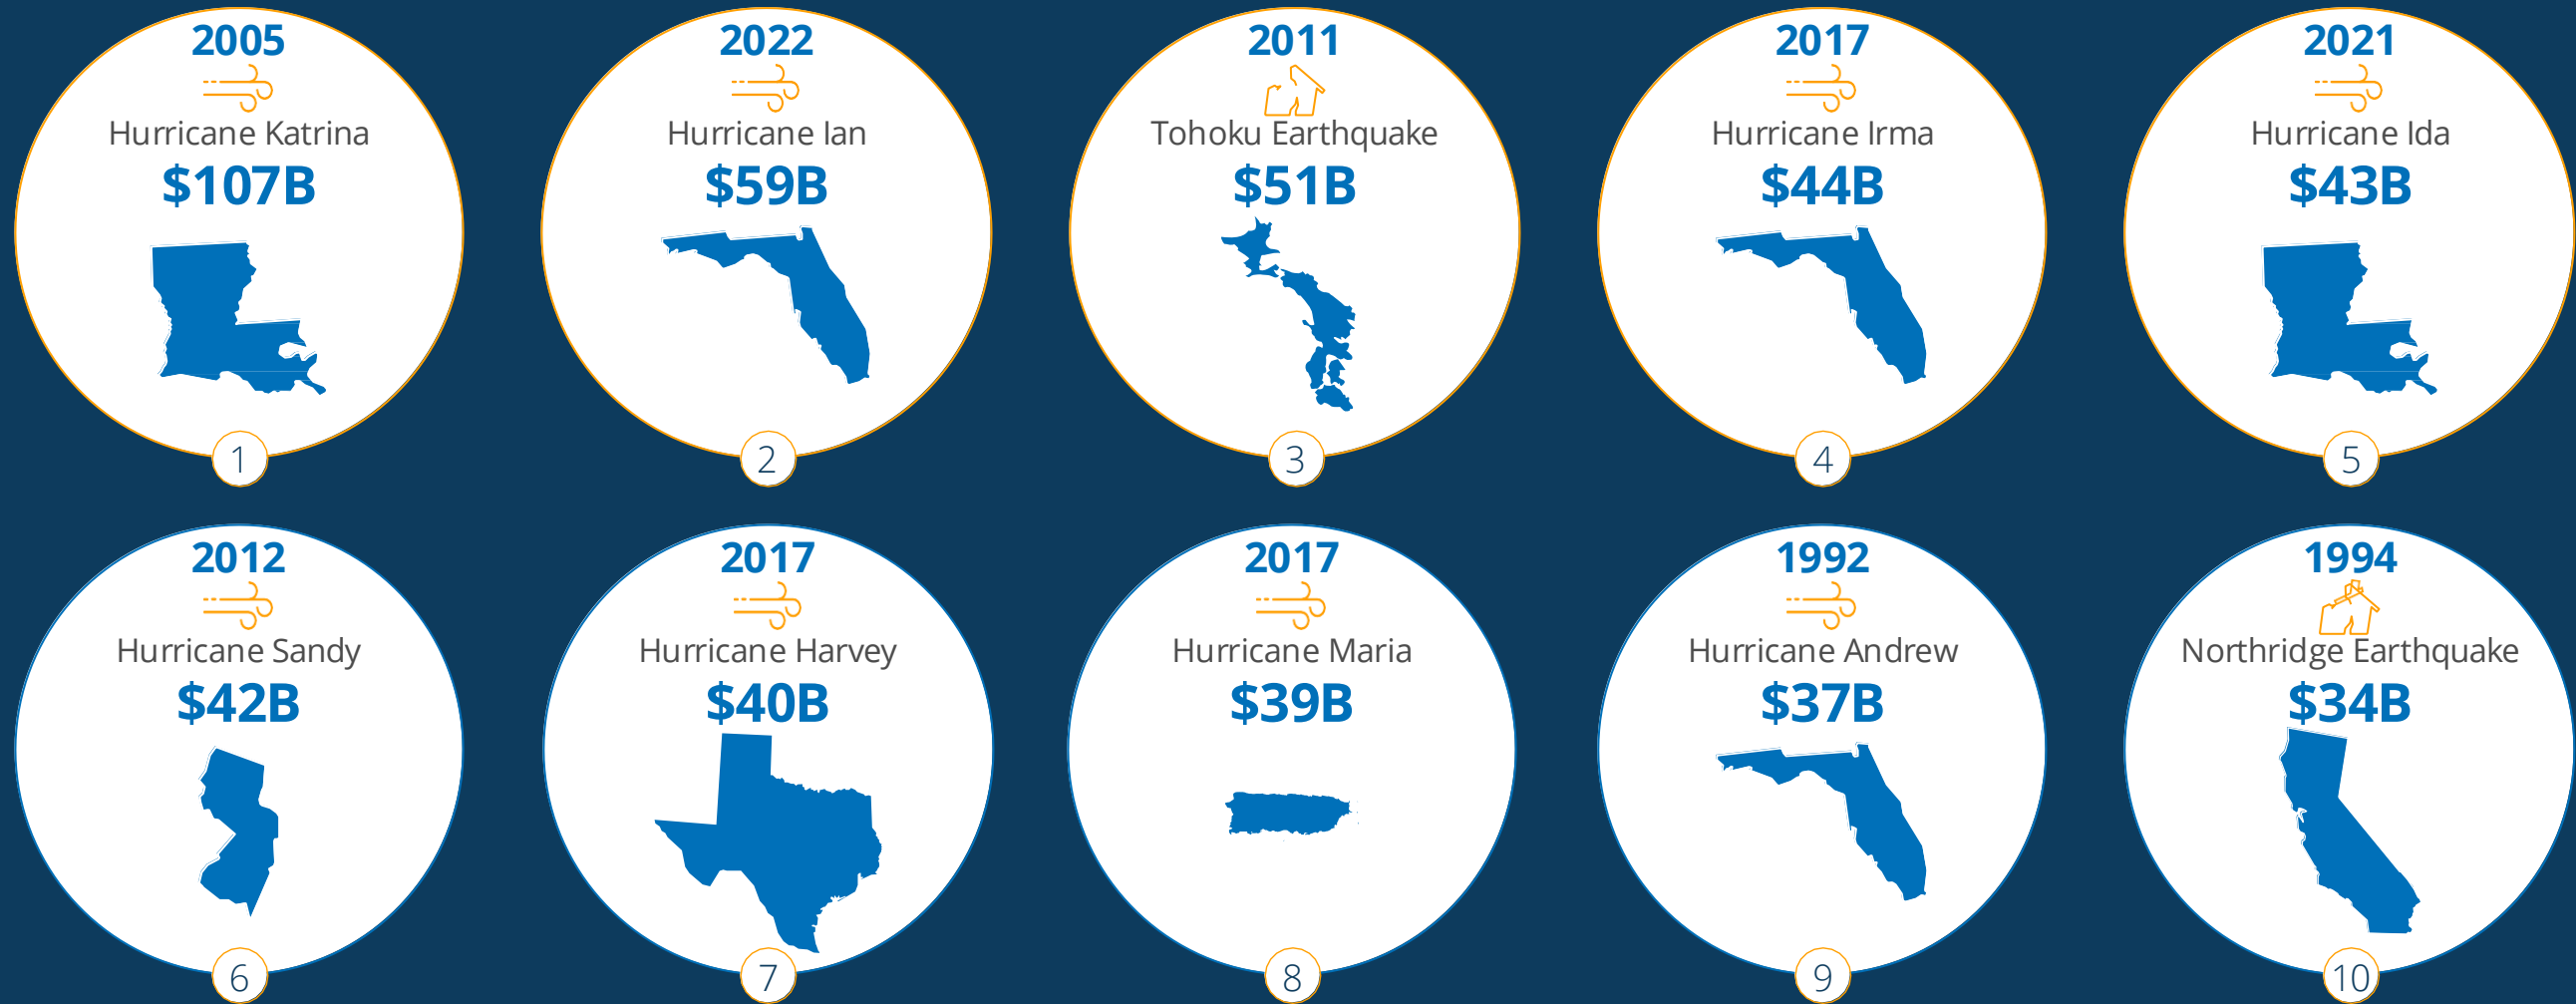 2005
Hurricane Katrina
$107B
1
2022
Hurricane Ian
$59B
2
2011
Tohoku Earthquake
$51B
3
2017
Hurricane Irma
$44B
4
2021
Hurricane Ida
$43B
5
2012
Hurricane Sandy
$42B
6
2017
Hurricane Harvey
$40B
7
2017
Hurricane Maria
$39B
8
1992
Hurricane Andrew
$37B
9
1994
Northridge Earthquake
$34B
10